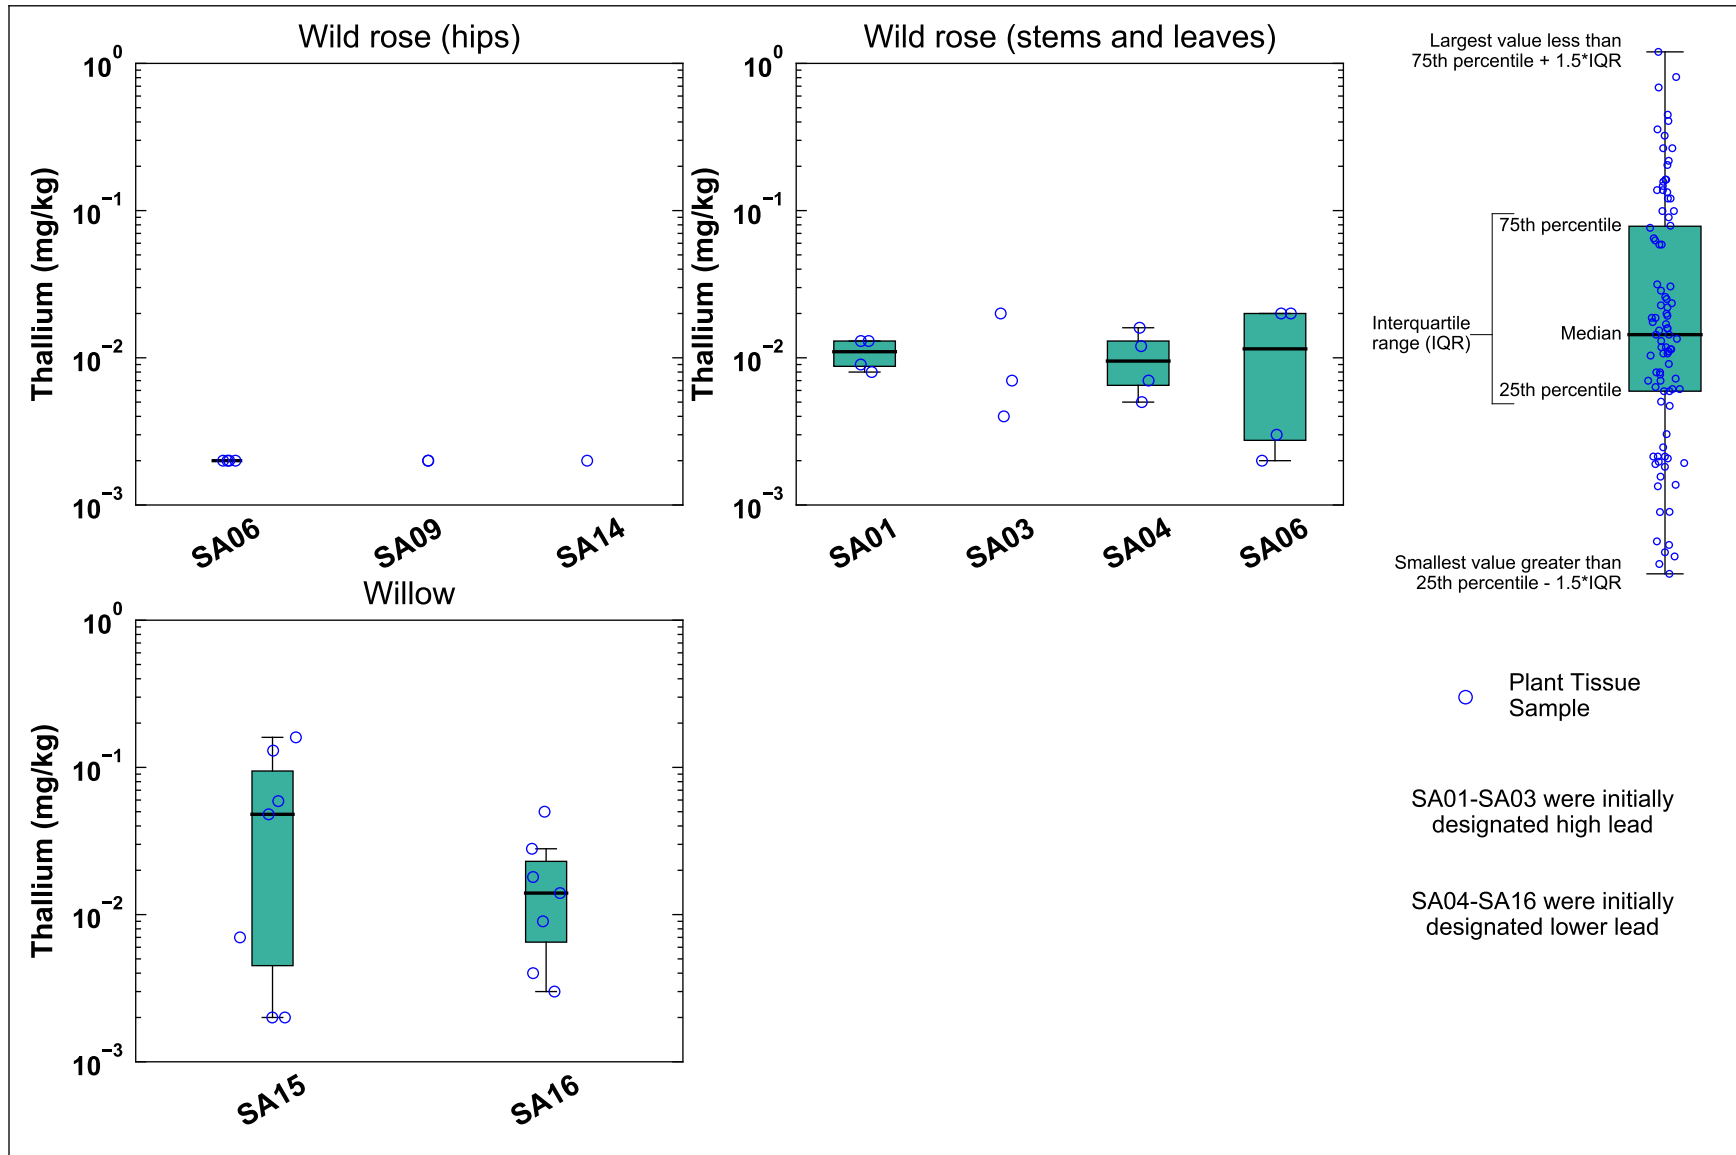 Wild rose (hips)
10^0
10^−1
10^−2
10^−3
Thallium (mg/kg)
SA06
SA09
SA14
Wild rose (stems and leaves)
10^0
10^−1
10^−2
10^−3
Thallium (mg/kg)
SA01
SA03
SA04
SA06
Willow
10^0
10^−1
10^−2
10^−3
Thallium (mg/kg)
SA15
SA16
Largest value less than
75th percentile + 1.5*IQR
75th percentile
Interquartile
range (IQR)
Median
25th percentile
Smallest value greater than
25th percentile - 1.5*IQR
Plant Tissue
Sample
SA01-SA03 were initially
designated high lead
SA04-SA16 were initially
designated lower lead